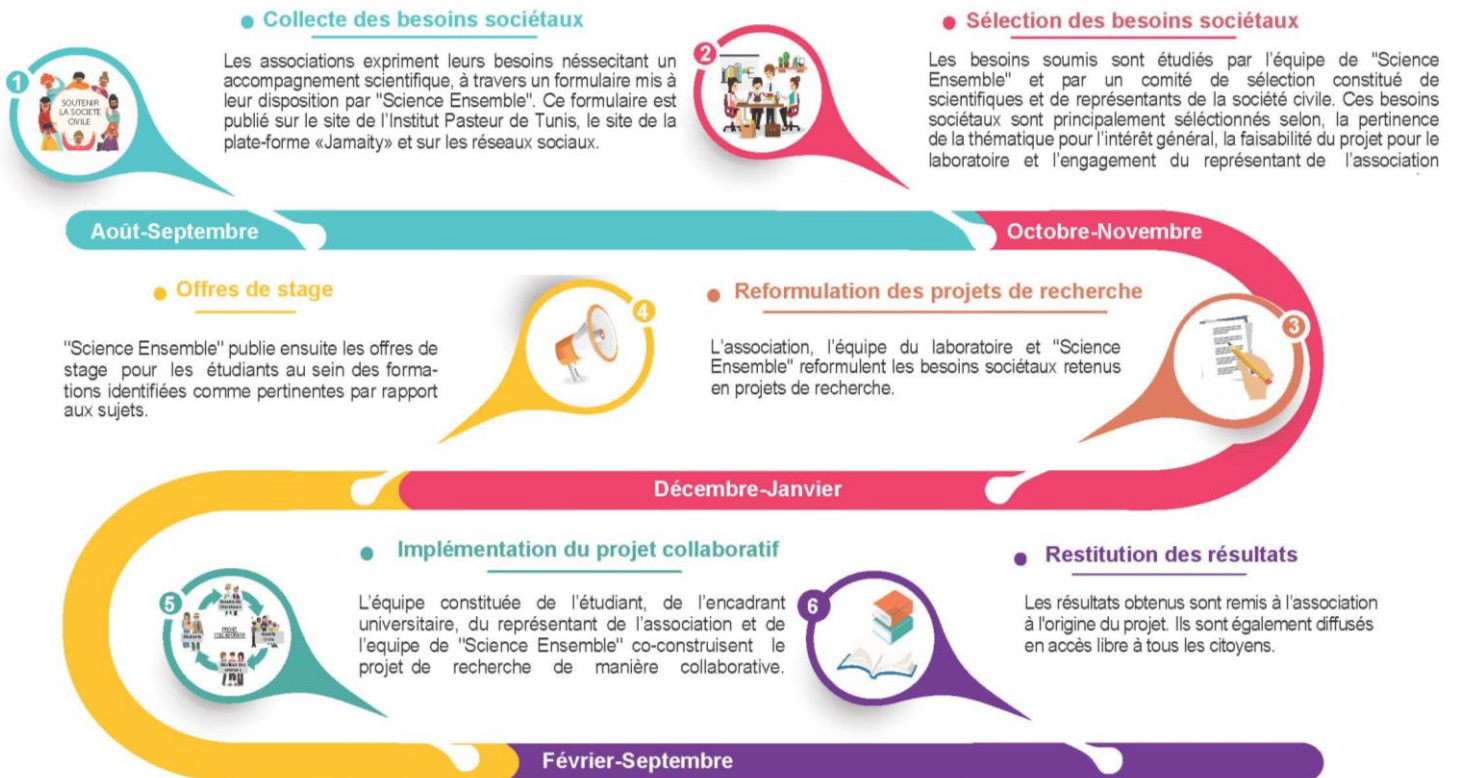 Collecte des besoins sociétaux
1
SOUTENIR
LA SOCIETE
CIVILE
Les associations expriment leurs besoins néssecitant un
accompagnement scientifique, à travers un formulaire mis à
leur disposition par "Science Ensemble". Ce formulaire est
publié sur le site de l'Institut Pasteur de Tunis, le site de la
plate-forme «Jamaity» et sur les réseaux sociaux.
Sélection des besoins sociétaux
2
Les besoins soumis sont étudiés par l'équipe de "Science
Ensemble" et par un comité de sélection constitué de
scientifiques et de représentants de la société civile. Ces besoins
sociétaux sont principalement séléctionnés selon, la pertinence
de la thématique pour l'intérêt général, la faisabilité du projet pour le
laboratoire et l'engagement du représentant de l'association
Août-Septembre
Octobre-Novembre
Reformulation des projets de recherche
3
L'association, l'équipe du laboratoire et "Science
Ensemble" reformulent les besoins sociétaux retenus
en projets de recherche.
Offres de stage
4
"Science Ensemble" publie ensuite les offres de
stage pour les étudiants au sein des forma-
tions identifiées comme pertinentes par rapport
aux sujets.
Décembre-Janvier
Implémentation du projet collaboratif
5
PROJET
COLLABORATIF
L'équipe constituée de l'étudiant, de l'encadrant
universitaire, du représentant de l'association et de
l'equipe de "Science Ensemble" co-construisent le
projet de recherche de manière collaborative.
Restitution des résultats
6
Les résultats obtenus sont remis à l'association
à l'origine du projet. Ils sont également diffusés
en accès libre à tous les citoyens.
Février-Septembre